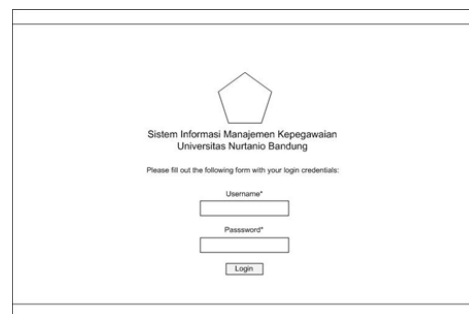 Sistem Informasi Manajemen Kepegawaian
Universitas Nurtanio Bandung
Please fill out the following form with your login credentials:
Username*
Passsword*
Login